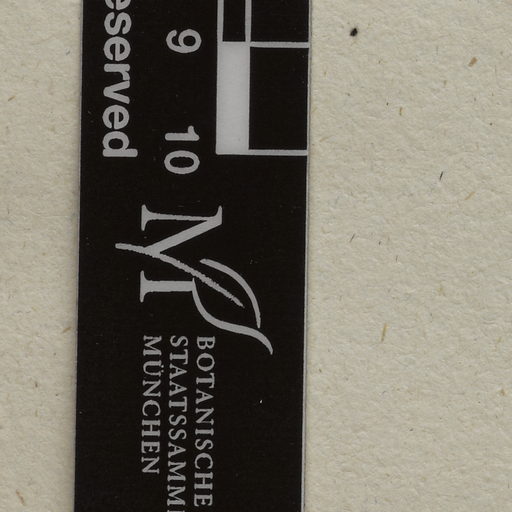 eserved
9 10
M
BOTANISCHE
STAATSSAMM
MÜNCHEN